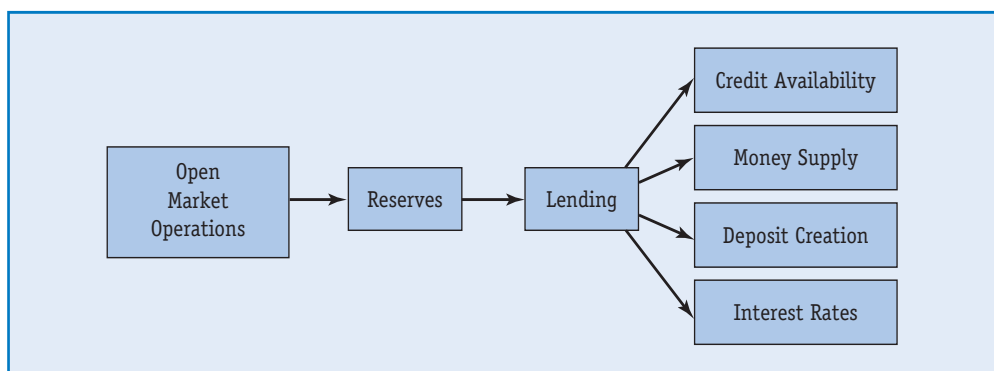 Open
Market
Operations
Reserves
Lending
Credit Availability
Money Supply
Deposit Creation
Interest Rates